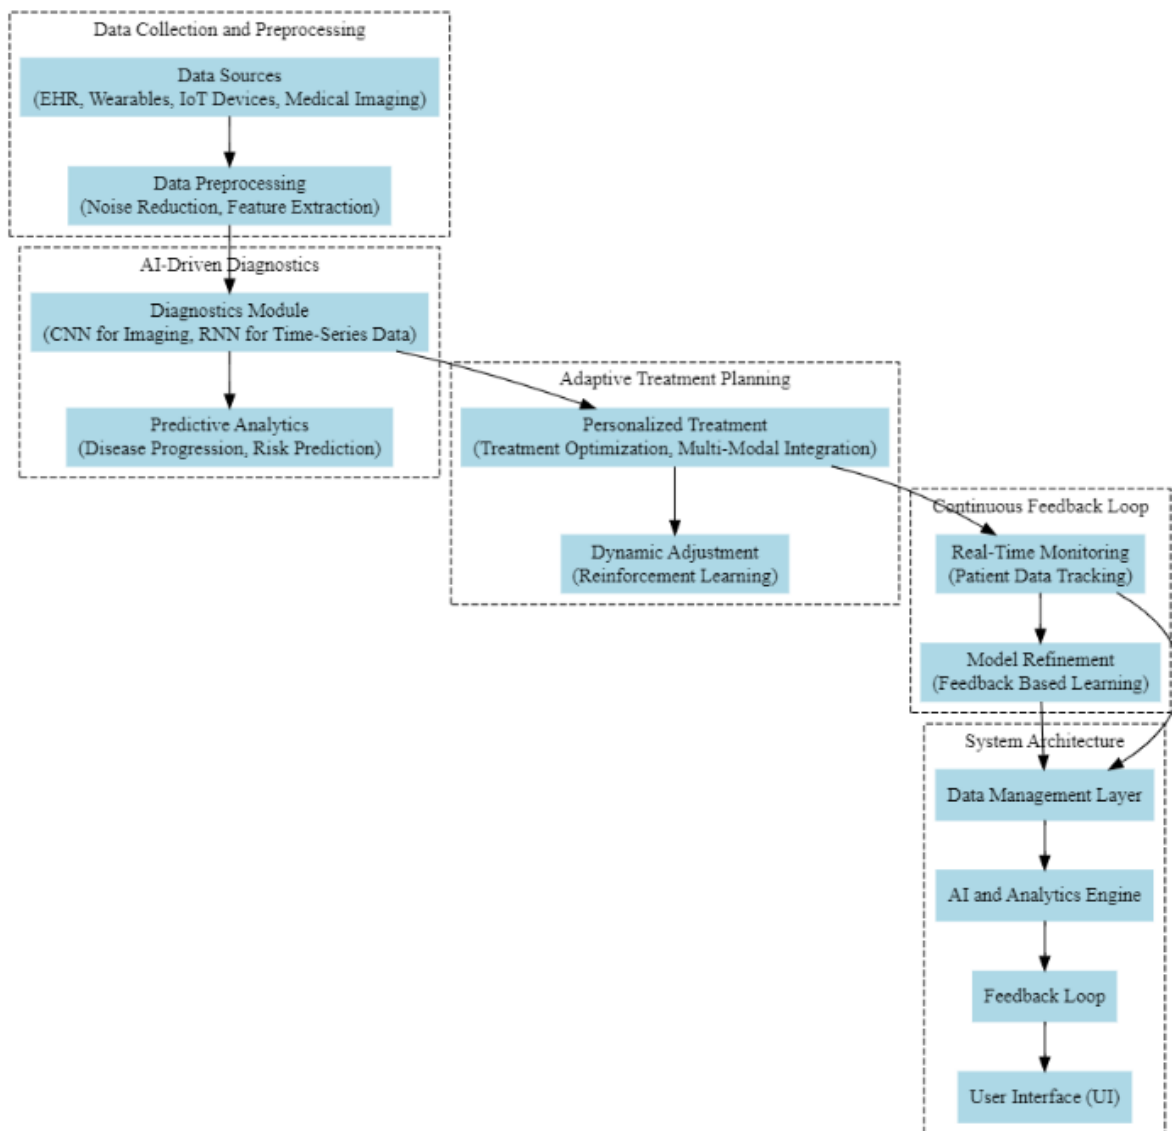 Data Collection and Preprocessing
Data Sources
(EHR, Wearables, IoT Devices, Medical Imaging)
Data Preprocessing
(Noise Reduction, Feature Extraction)
AI-Driven Diagnostics
Diagnostics Module
(CNN for Imaging, RNN for Time-Series Data)
Predictive Analytics
(Disease Progression, Risk Prediction)
Adaptive Treatment Planning
Personalized Treatment
(Treatment Optimization, Multi-Modal Integration)
Dynamic Adjustment
(Reinforcement Learning)
Continuous Feedback Loop
Real-Time Monitoring
(Patient Data Tracking)
Model Refinement
(Feedback Based Learning)
System Architecture
Data Management Layer
AI and Analytics Engine
Feedback Loop
User Interface (UI)